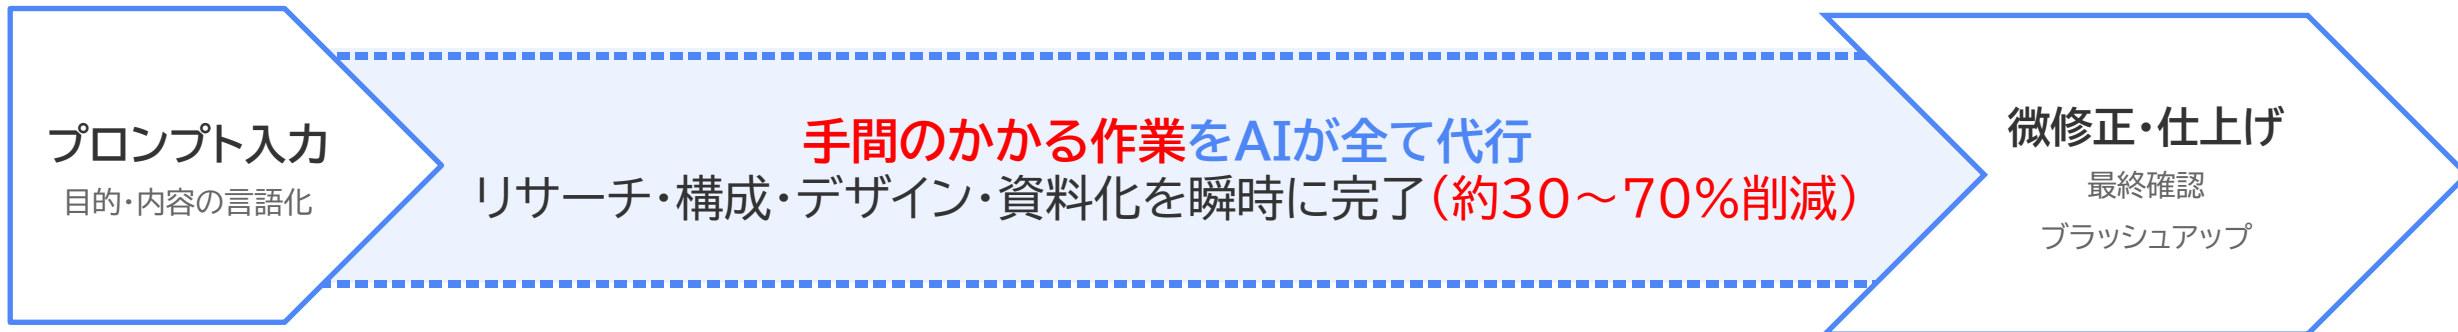 プロンプト入力
目的・内容の言語化
手間のかかる作業をAIが全て代行
リサーチ・構成・デザイン・資料化を瞬時に完了(約30～70%削減)
微修正・仕上げ
最終確認
ブラッシュアップ